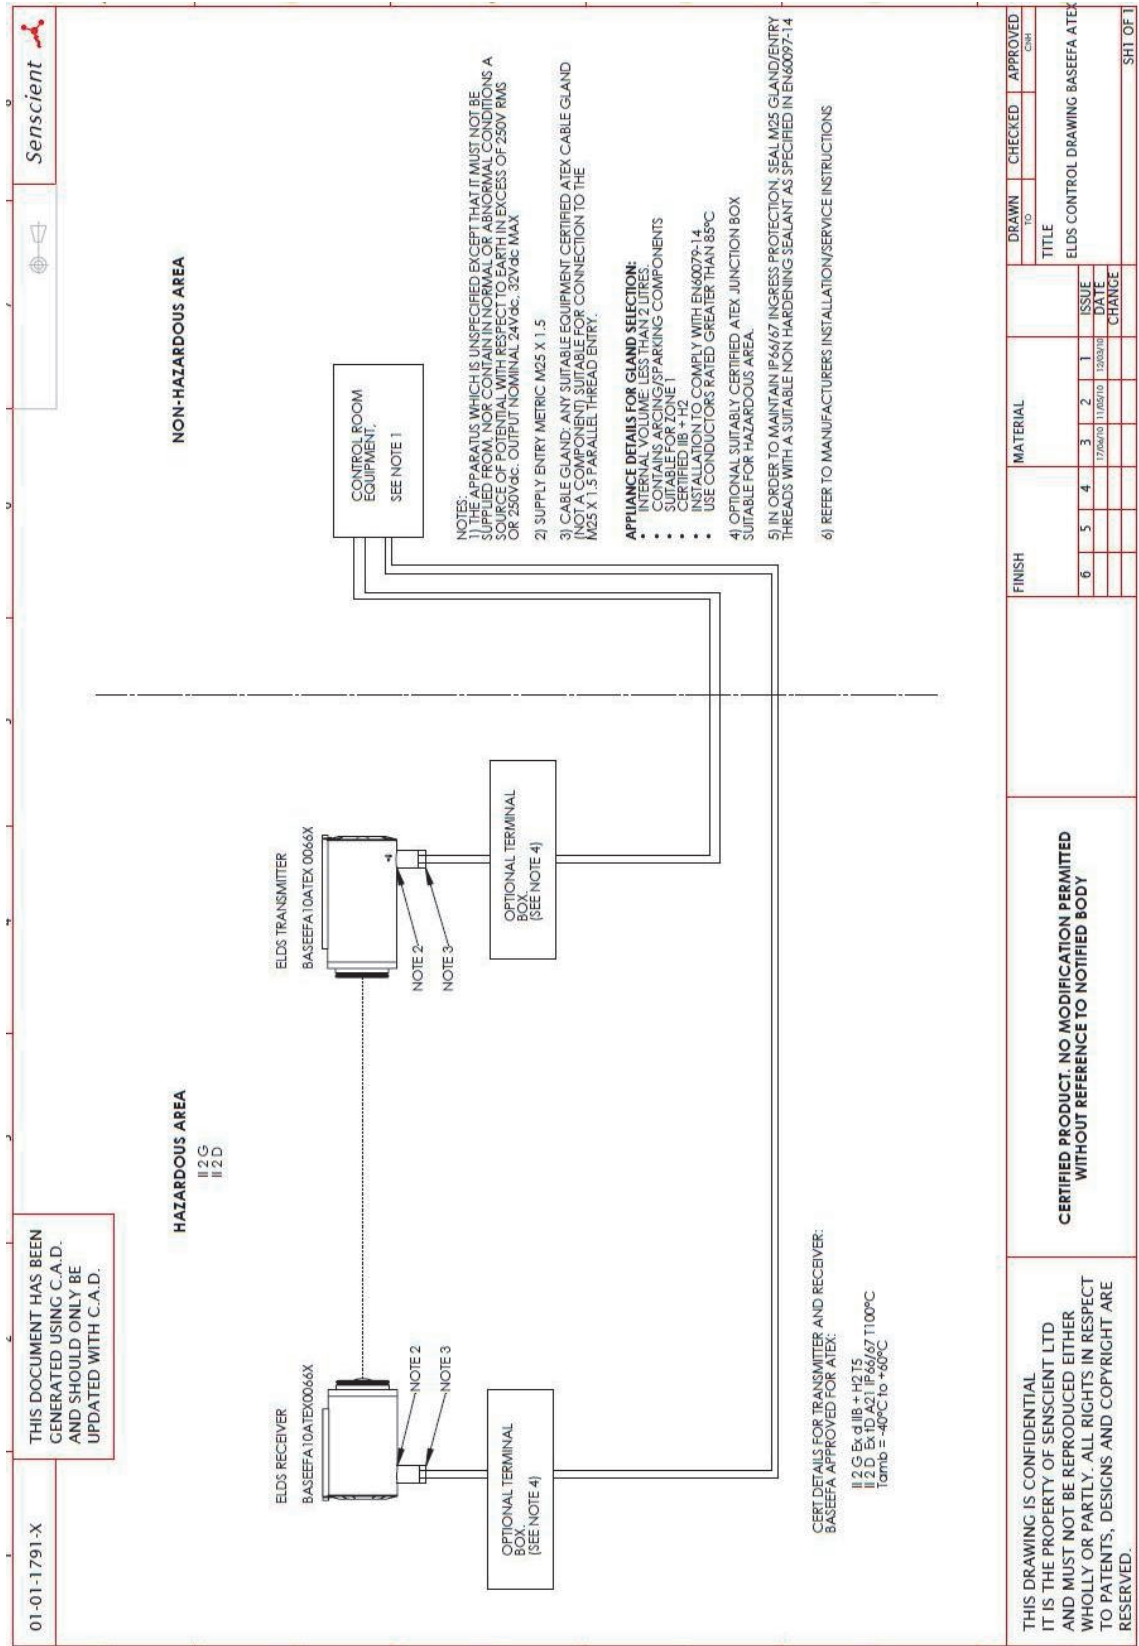 01-01-1791-X
THIS DOCUMENT HAS BEEN
GENERATED USING C.A.D.
AND SHOULD ONLY BE
UPDATED WITH C.A.D.
Senscient
HAZARDOUS AREA
II 2 G
II 2 D
NON-HAZARDOUS AREA
ELDS RECEIVER
BASEEFA10ATEX0066X
NOTE 2
NOTE 3
OPTIONAL TERMINAL
BOX.
(SEE NOTE 4)
ELDS TRANSMITTER
BASEEFA10ATEX 0066X
NOTE 2
NOTE 3
OPTIONAL TERMINAL
BOX.
(SEE NOTE 4)
CONTROL ROOM
EQUIPMENT,
SEE NOTE 1
NOTES:
1) THE APPARATUS WHICH IS UNSPECIFIED EXCEPT THAT IT MUST NOT BE
SUPPLIED FROM, NOR CONTAIN IN NORMAL OR ABNORMAL CONDITIONS A
SOURCE OF POTENTIAL WITH RESPECT TO EARTH IN EXCESS OF 250V RMS
OR 250Vdc. OUTPUT NOMINAL 24Vdc, 32Vdc MAX
2) SUPPLY ENTRY METRIC M25 X 1.5
3) CABLE GLAND: ANY SUITABLE EQUIPMENT CERTIFIED ATEX CABLE GLAND
(NOT A COMPONENT) SUITABLE FOR CONNECTION TO THE
M25 X 1.5 PARALLEL THREAD ENTRY.
APPLIANCE DETAILS FOR GLAND SELECTION:
• INTERNAL VOLUME: LESS THAN 2 LITRES.
• CONTAINS ARCING/SPARKING COMPONENTS
• SUITABLE FOR ZONE 1
• CERTIFIED IIB + H2
• INSTALLATION TO COMPLY WITH EN60079-14
• USE CONDUCTORS RATED GREATER THAN 85°C
4) OPTIONAL SUITABLY CERTIFIED ATEX JUNCTION BOX
SUITABLE FOR HAZARDOUS AREA.
5) IN ORDER TO MAINTAIN IP66/67 INGRESS PROTECTION, SEAL M25 GLAND/ENTRY
THREADS WITH A SUITABLE NON HARDENING SEALANT AS SPECIFIED IN EN60097-14
6) REFER TO MANUFACTURERS INSTALLATION/SERVICE INSTRUCTIONS
CERT DETAILS FOR TRANSMITTER AND RECEIVER:
BASEEFA APPROVED FOR ATEX:
II 2 G Ex d IIB + H2 T5
II 2 D Ex tD A21 IP66/67 T100°C
Tamb = -40°C to +60°C
THIS DRAWING IS CONFIDENTIAL
IT IS THE PROPERTY OF SENSCIENT LTD
AND MUST NOT BE REPRODUCED EITHER
WHOLLY OR PARTLY. ALL RIGHTS IN RESPECT
TO PATENTS, DESIGNS AND COPYRIGHT ARE
RESERVED.
CERTIFIED PRODUCT. NO MODIFICATION PERMITTED
WITHOUT REFERENCE TO NOTIFIED BODY
FINISH
MATERIAL
6 5 4 3 2 1 ISSUE
17/06/10 11/05/10 12/03/10 DATE
CHANGE
DRAWN CHECKED APPROVED
TO CNH
TITLE
ELDS CONTROL DRAWING BASEEFA ATEX
SH1 OF 1